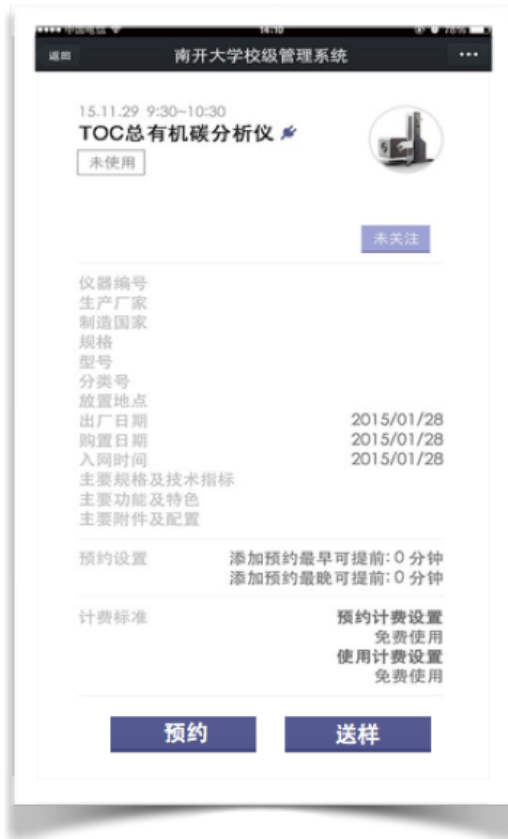 中国电信 14:10 78%
返回 南开大学校级管理系统
15.11.29 9:30~10:30
TOC总有机碳分析仪
未使用
未关注
仪器编号
生产厂家
制造国家
规格
型号
分类号
放置地点
出厂日期 2015/01/28
购置日期 2015/01/28
入网时间 2015/01/28
主要规格及技术指标
主要功能及特色
主要附件及配置
预约设置 添加预约最早可提前:0 分钟
添加预约最晚可提前:0 分钟
计费标准 预约计费设置
免费使用
使用计费设置
免费使用
预约 送样